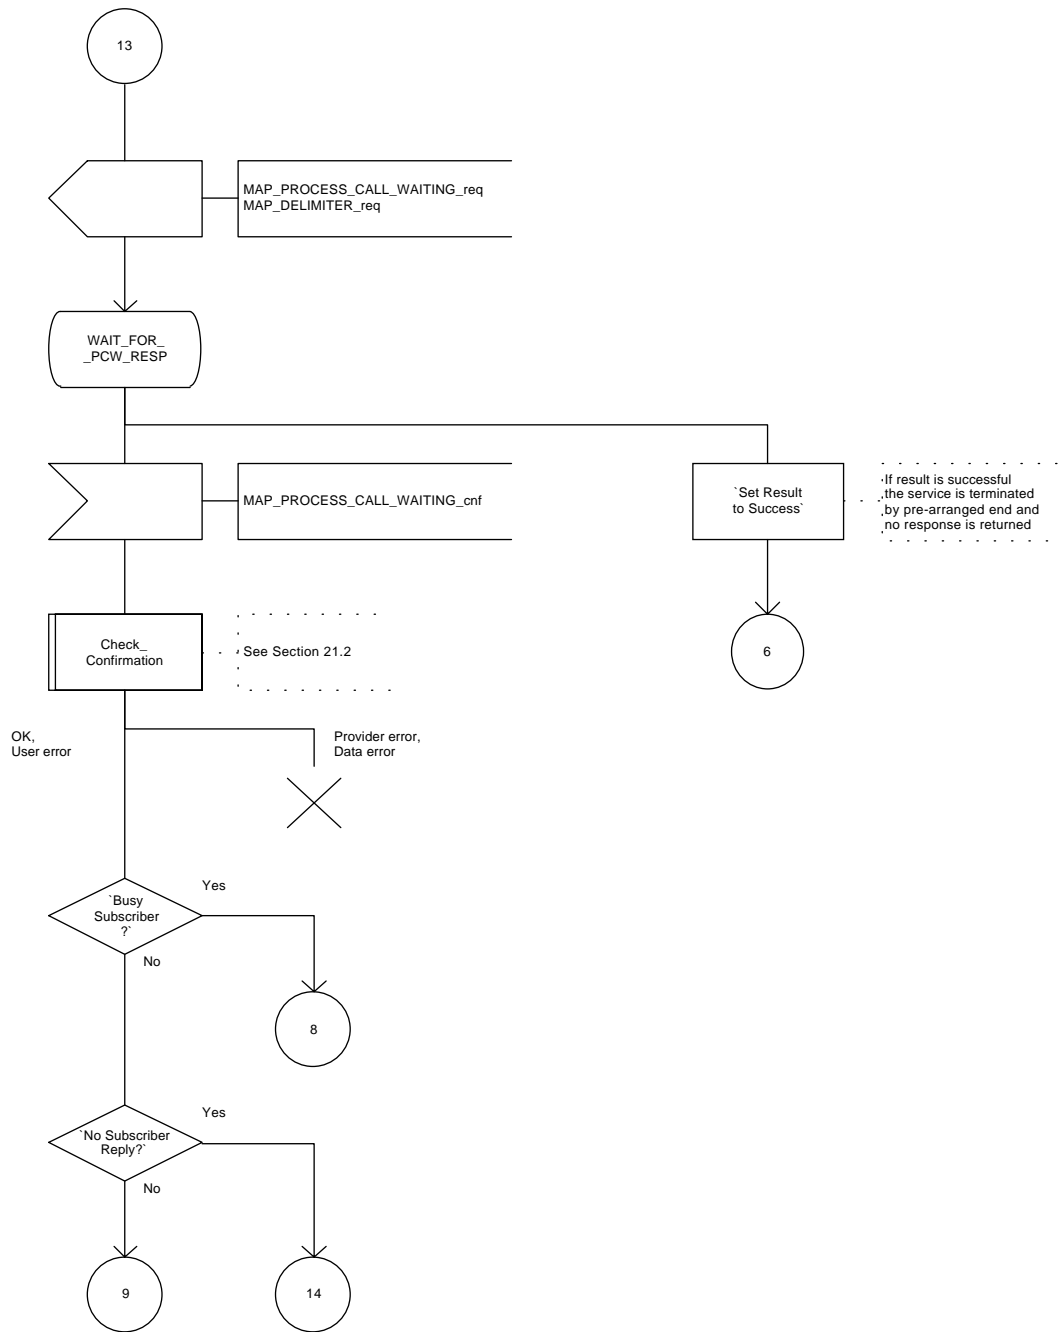 13
MAP_PROCESS_CALL_WAITING_req
MAP_DELIMITER_req
WAIT_FOR_
_PCW_RESP
MAP_PROCESS_CALL_WAITING_cnf
`Set Result
to Success`
If result is successful
the service is terminated
by pre-arranged end and
no response is returned
Check_
Confirmation
See Section 21.2
6
OK,
User error
Provider error,
Data error
`Busy
Subscriber
?`
Yes
No
8
`No Subscriber
Reply?`
Yes
No
9
14